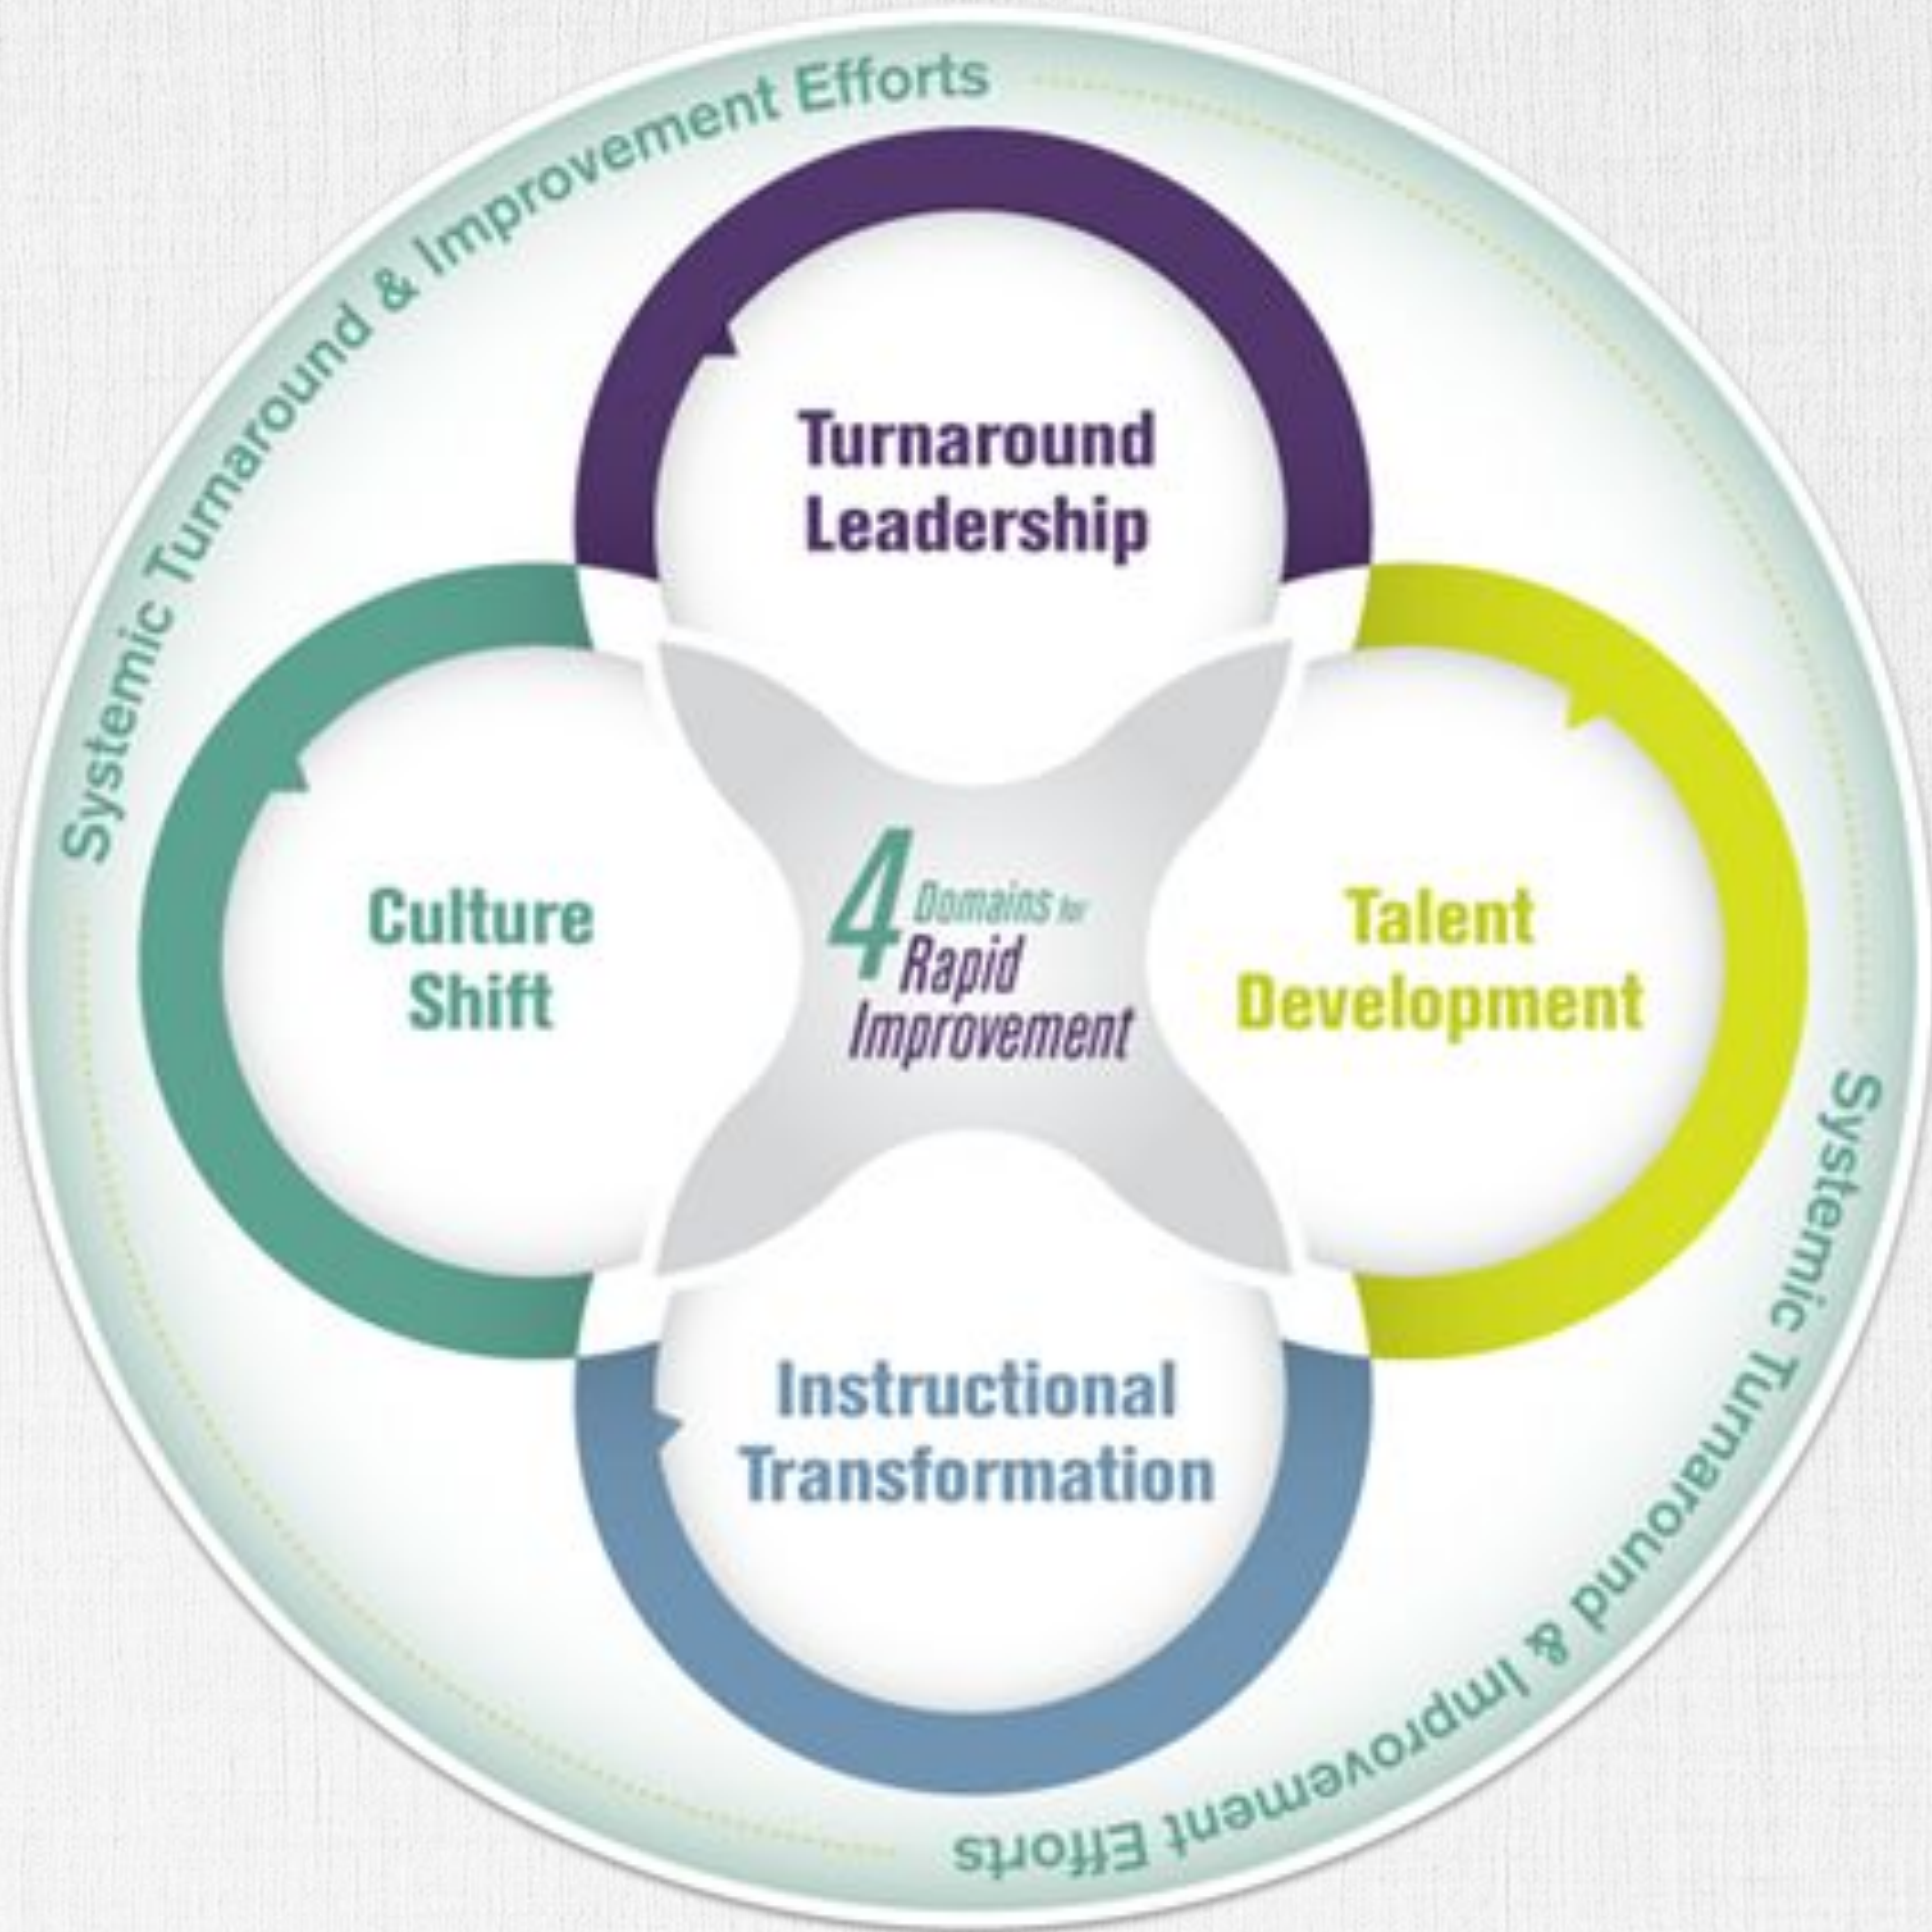 Systemic Turnaround & Improvement Efforts
Turnaround
Leadership
Culture
Shift
4 Domains for
Rapid
Improvement
Talent
Development
Instructional
Transformation
Systemic Turnaround & Improvement Efforts